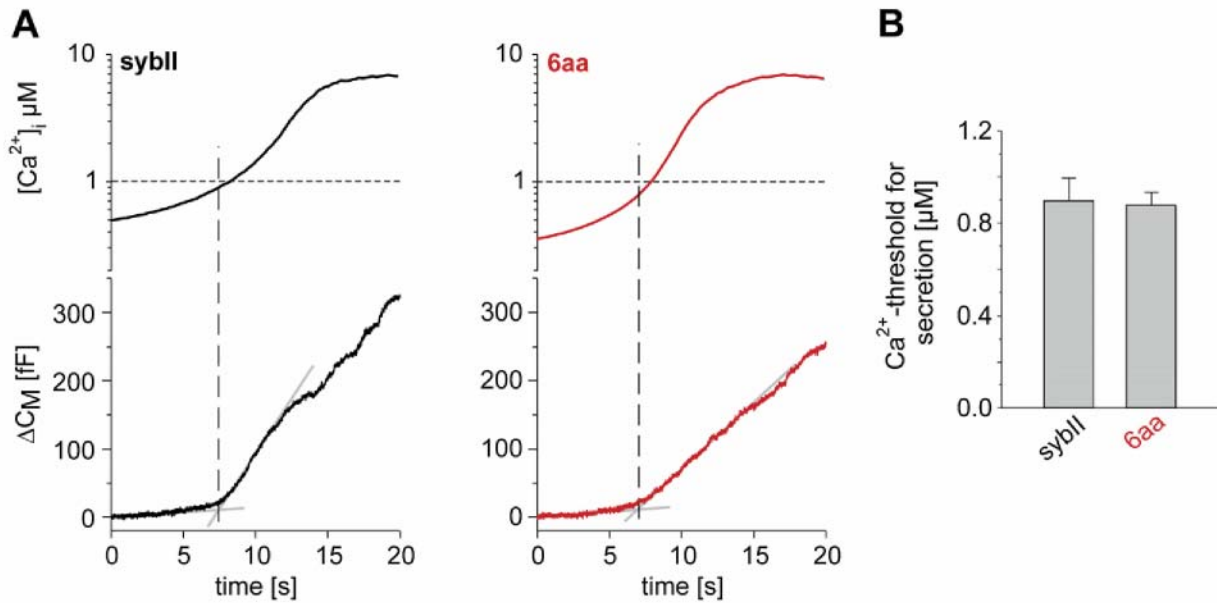 A
B
sybII
6aa
10
1
[Ca²⁺]ᵢ µM
10
1
300
200
100
0
ΔC_M [fF]
300
200
100
0
0 5 10 15 20
time [s]
0 5 10 15 20
time [s]
1.2
0.8
0.4
0.0
Ca²⁺-threshold for
secretion [µM]
sybII
6aa